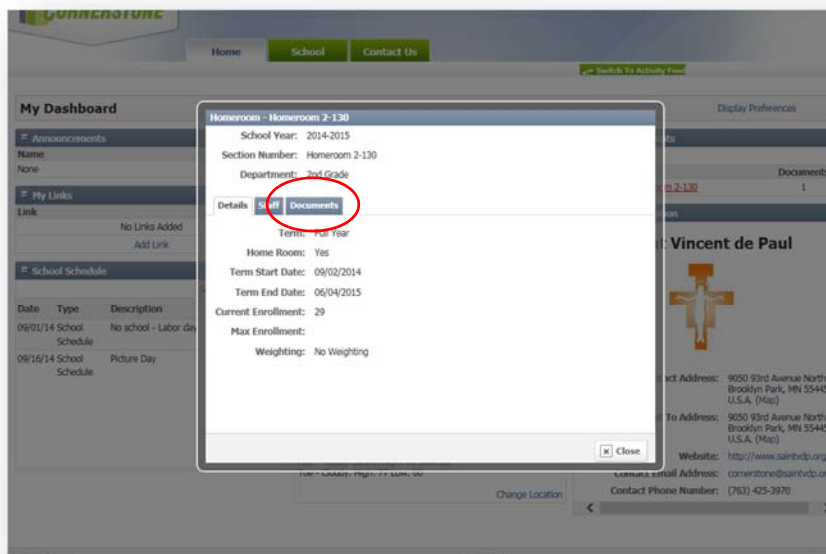 CORNERSTONE
Home School Contact Us
Switch To Activity Feed
My Dashboard
Display Preferences
Announcements
Name
None
My Links
Link
No Links Added
Add Link
School Schedule
Date Type Description
09/01/14 School Schedule No school - Labor day
09/16/14 School Schedule Picture Day
Homeroom - Homeroom 2-130
School Year: 2014-2015
Section Number: Homeroom 2-130
Department: 2nd Grade
Details Staff Documents
Term: Full Year
Home Room: Yes
Term Start Date: 09/02/2014
Term End Date: 06/04/2015
Current Enrollment: 29
Max Enrollment:
Weighting: No Weighting
Close
Documents
2-130 1
Vincent de Paul
Address: 9050 93rd Avenue North
Brooklyn Park, MN 55445
U.S.A. (Map)
To Address: 9050 93rd Avenue North
Brooklyn Park, MN 55445
U.S.A. (Map)
Website: http://www.saintvdp.org
Contact Email Address: cornerstone@saintvdp.o
Contact Phone Number: (763) 425-3970
Change Location